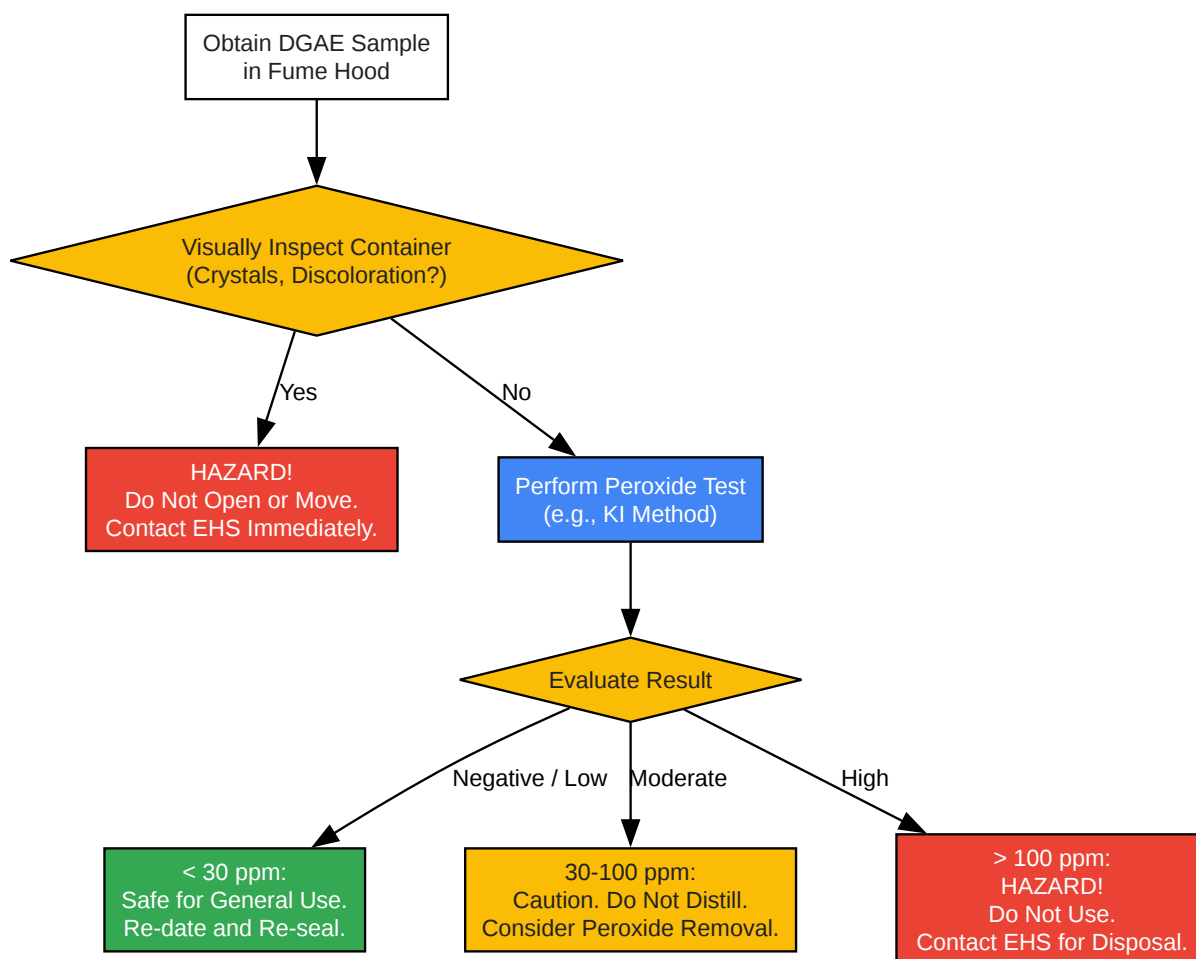 Obtain DGAE Sample
in Fume Hood
Visually Inspect Container
(Crystals, Discoloration?)
Yes
No
HAZARD!
Do Not Open or Move.
Contact EHS Immediately.
Perform Peroxide Test
(e.g., KI Method)
Evaluate Result
Negative / Low
Moderate
High
< 30 ppm:
Safe for General Use.
Re-date and Re-seal.
30-100 ppm:
Caution. Do Not Distill.
Consider Peroxide Removal.
> 100 ppm:
HAZARD!
Do Not Use.
Contact EHS for Disposal.